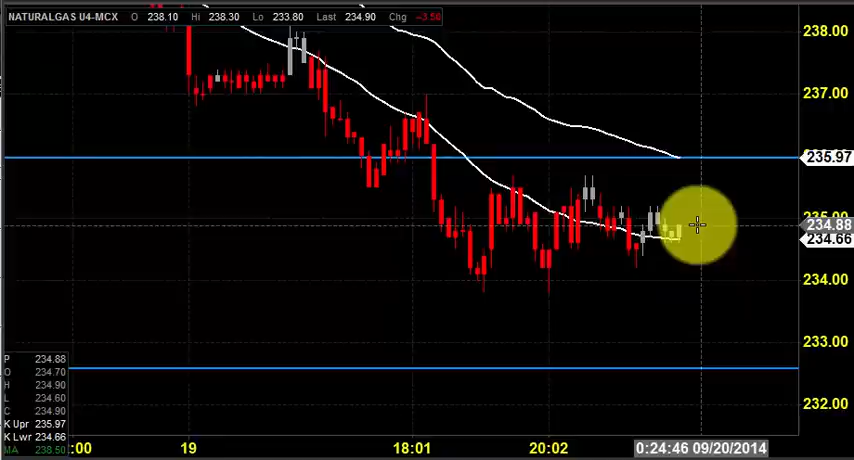 NATURALGAS U4-MCX O 238.10 Hi 238.30 Lo 233.80 Last 234.90 Chg -3.50
238.00
237.00
235.97
234.88
234.66
234.00
233.00
232.00
P 234.88
O 234.70
H 234.90
L 234.60
C 234.90
K Upr 235.97
K Lwr 234.66
MA 238.50
:00 19 18:01 20:02 0:24:46 09/20/2014